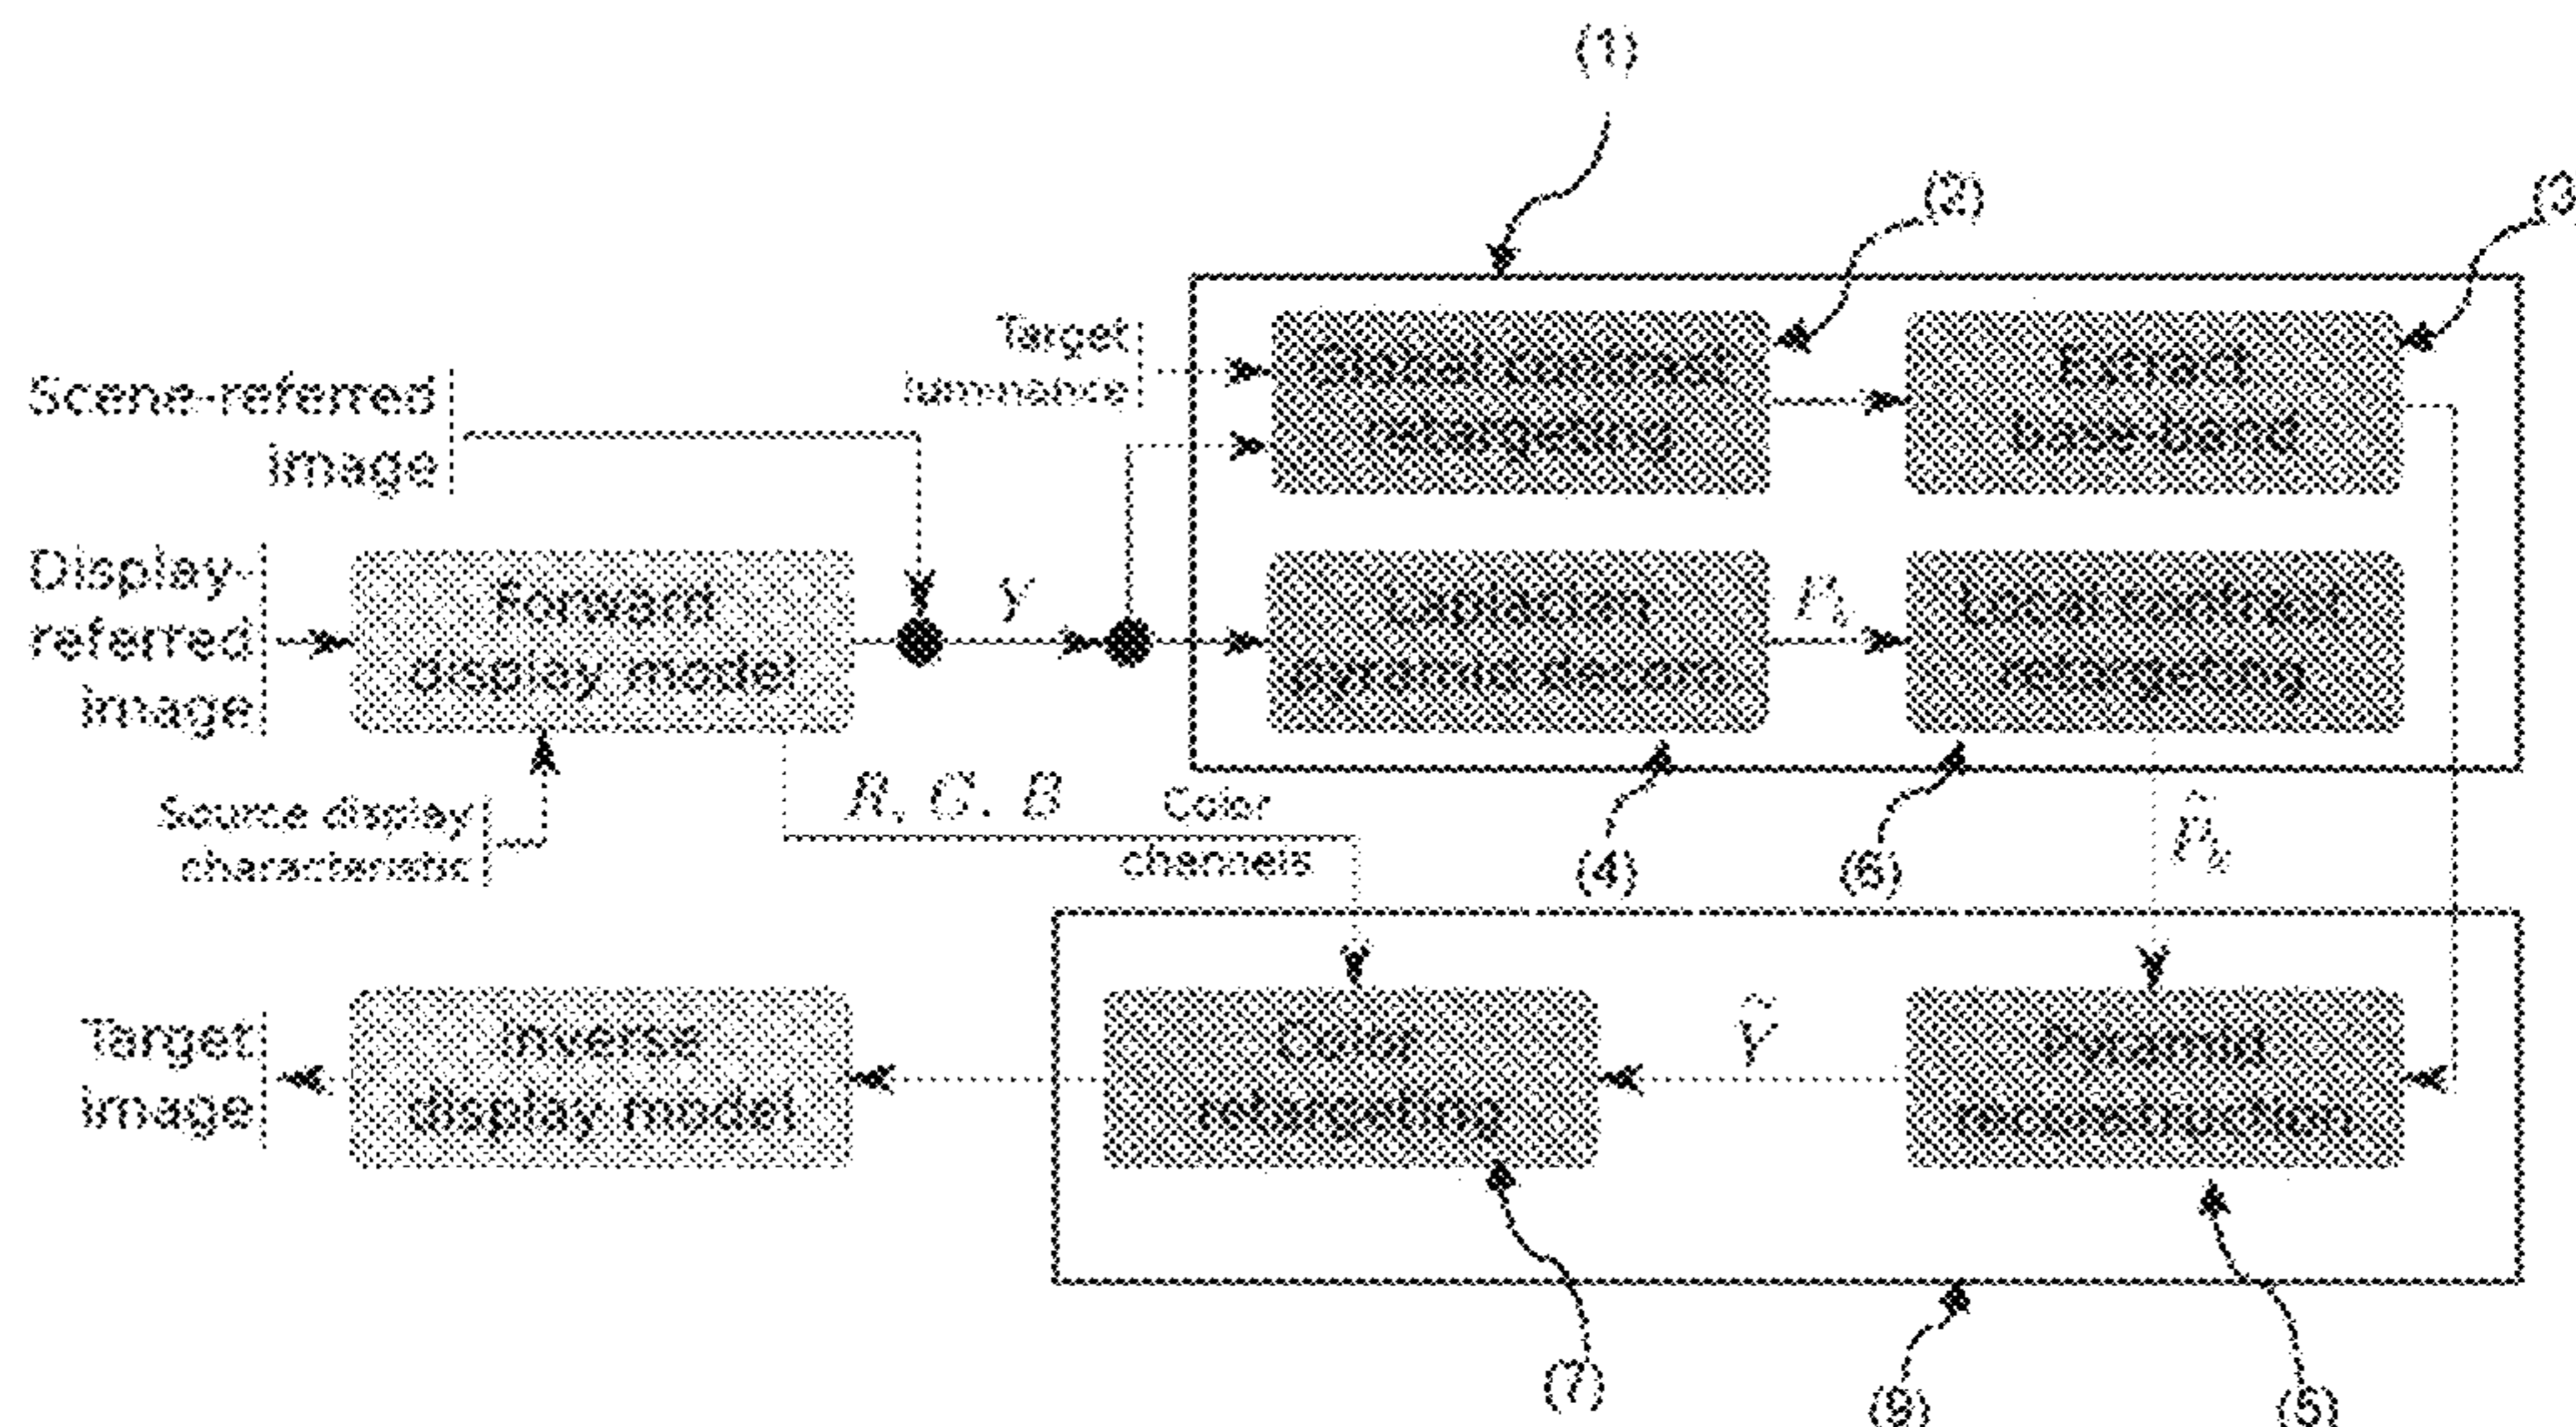 (1)
(2)
(3
Target
luminance
Scene-referred
image
Global contrast
retargeting
Extract
base-band
Display-
referred
image
Forward
display model
Y
Laplacian
pyramid decom.
P
Local contrast
retargeting
Source display
characteristic
R, G, B
Color
channels
(4)
(6)
Target
image
Inverse
display model
Color
retargeting
Ỹ
Pyramid
reconstruction
(7)
(9)
(5)